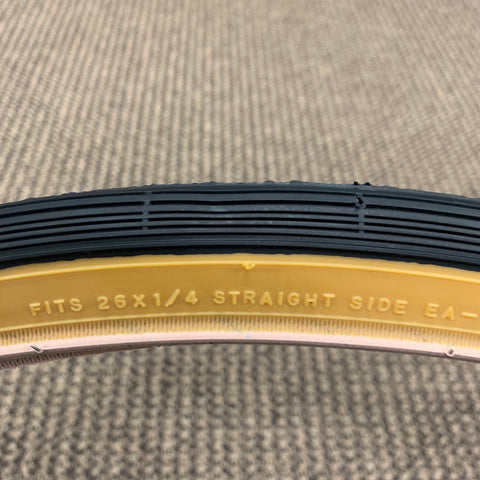 FITS 26X1/4 STRAIGHT SIDE EA-